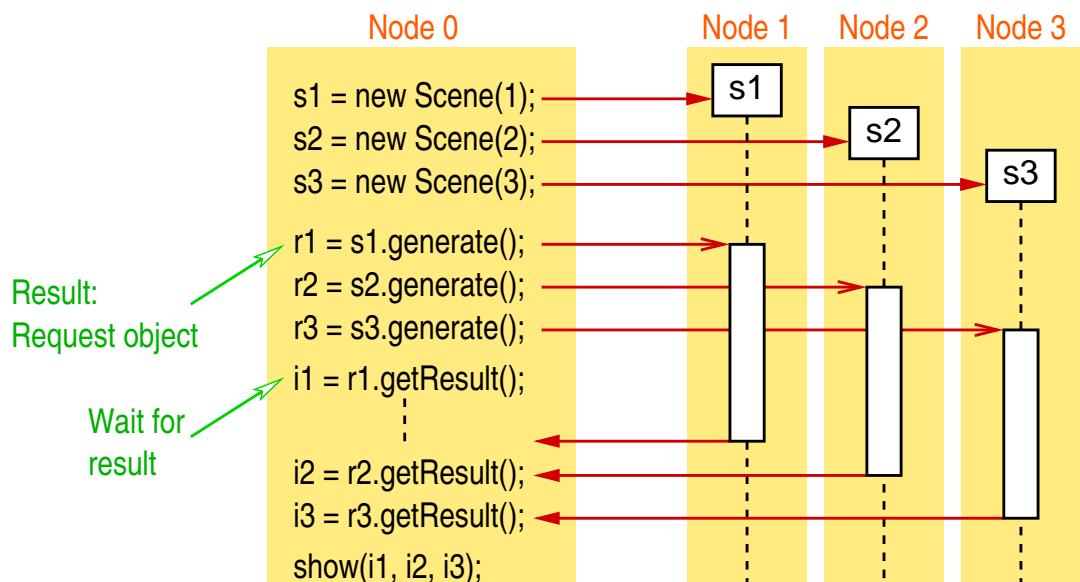 Node 0
Node 1
Node 2
Node 3
s1 = new Scene(1);
s2 = new Scene(2);
s3 = new Scene(3);
s1
s2
s3
r1 = s1.generate();
r2 = s2.generate();
r3 = s3.generate();
Result:
Request object
i1 = r1.getResult();
Wait for
result
i2 = r2.getResult();
i3 = r3.getResult();
show(i1, i2, i3);